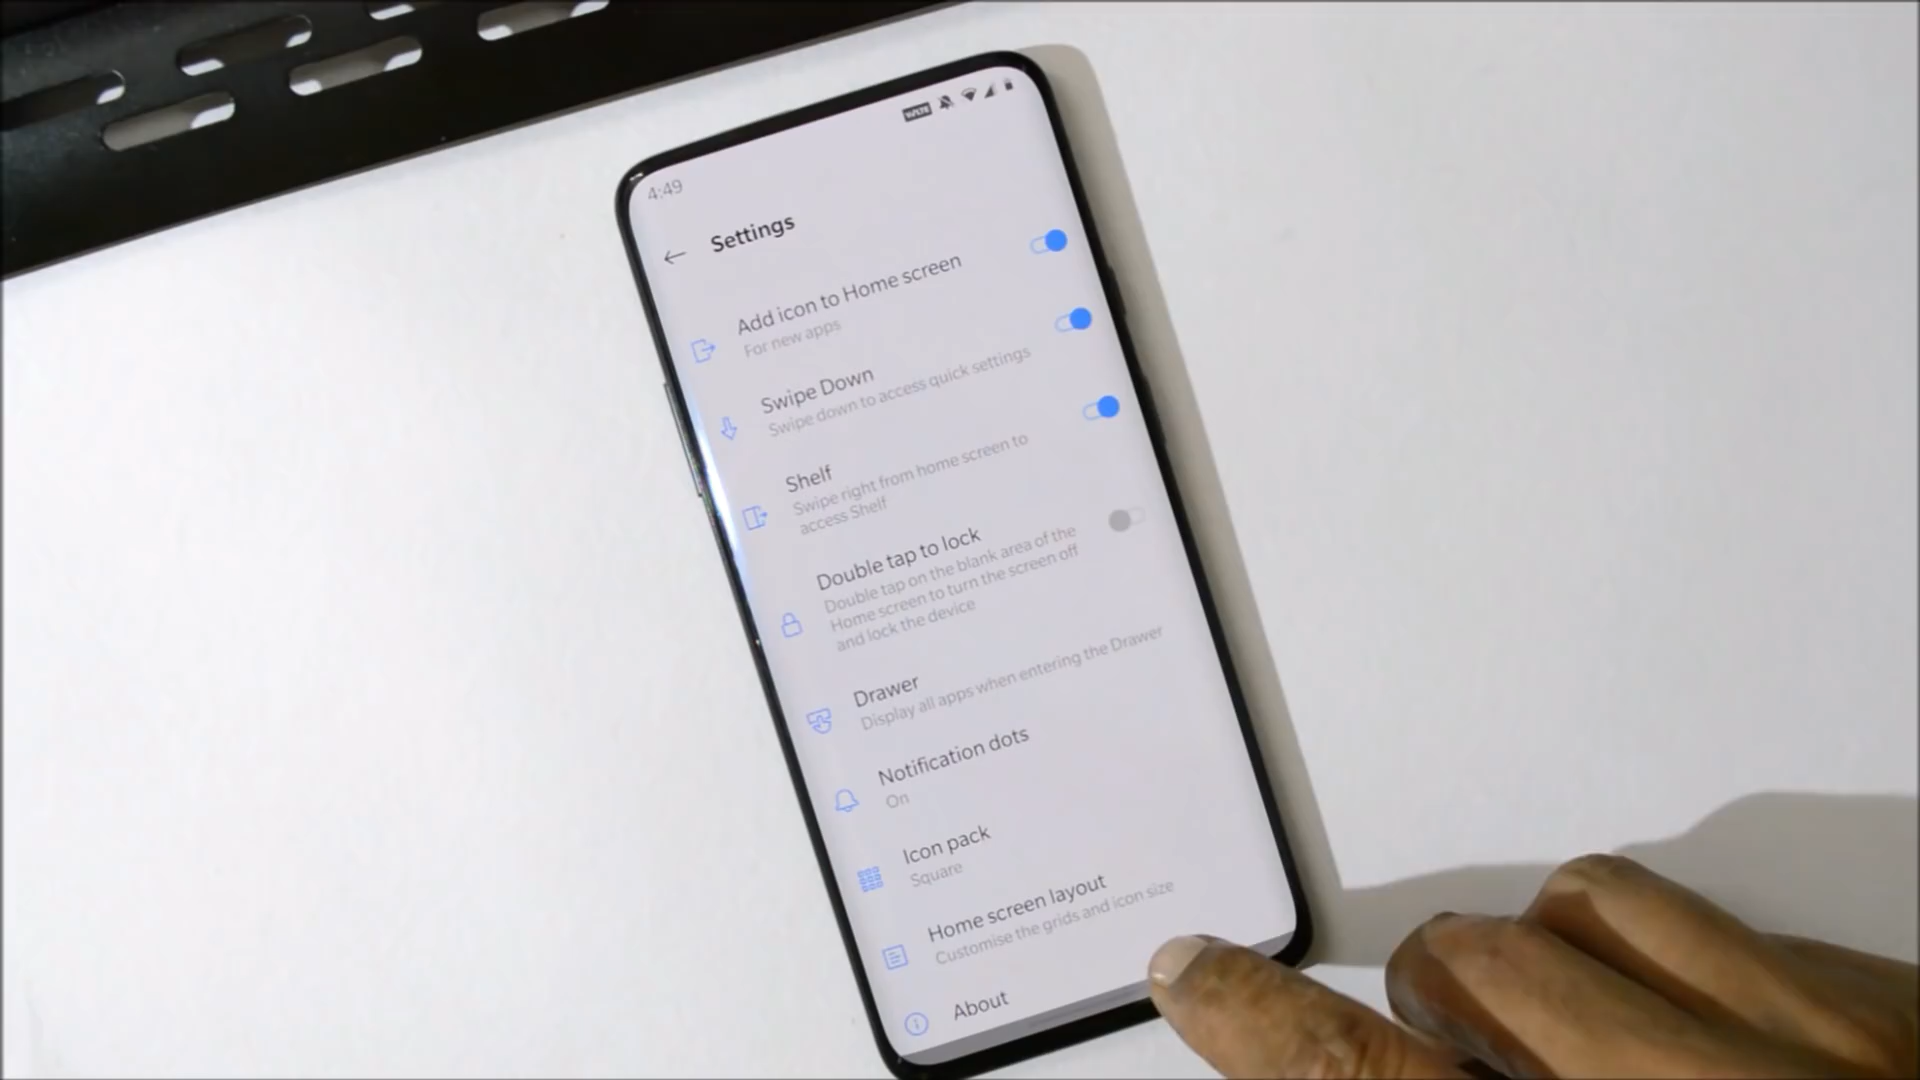 VoLTE
4:49
Settings
Add icon to Home screen
For new apps
Swipe Down
Swipe down to access quick settings
Shelf
Swipe right from home screen to
access Shelf
Double tap to lock
Double tap on the blank area of the
Home screen to turn the screen off
and lock the device
Drawer
Display all apps when entering the Drawer
Notification dots
On
Icon pack
Square
Home screen layout
Customise the grids and icon size
About